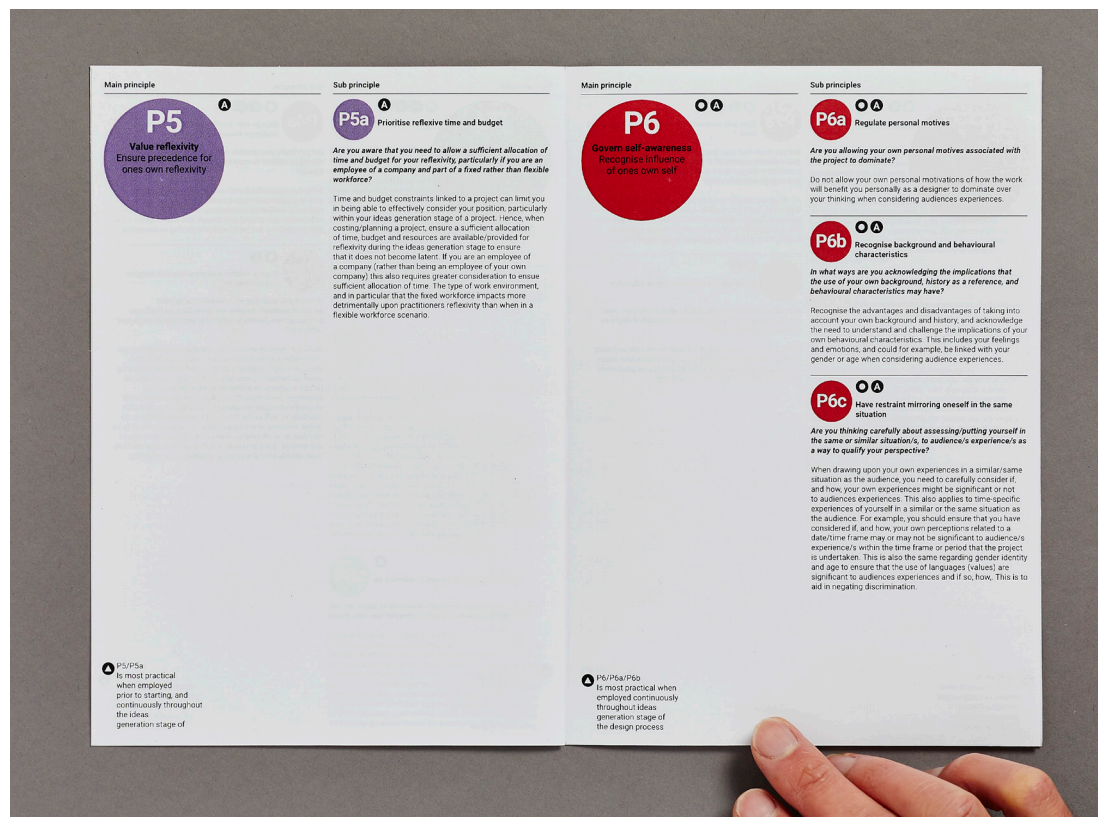 Main principle
A
P5
Value reflexivity
Ensure precedence for
ones own reflexivity
P5/P5a
Is most practical
when employed
prior to starting, and
continuously throughout
the ideas
generation stage of
Sub principle
P5a
A
Prioritise reflexive time and budget
Are you aware that you need to allow a sufficient allocation of
time and budget for your reflexivity, particularly if you are an
employee of a company and part of a fixed rather than flexible
workforce?
Time and budget constraints linked to a project can limit you
in being able to effectively consider your position, particularly
within your ideas generation stage of a project. Hence, when
costing/planning a project, ensure a sufficient allocation
of time, budget and resources are available/provided for
reflexivity during the ideas generation stage to ensure
that it does not become latent. If you are an employee of
a company (rather than being an employee of your own
company) this also requires greater consideration to ensue
sufficient allocation of time. The type of work environment,
and in particular that the fixed workforce impacts more
detrimentally upon practitioners reflexivity than when in a
flexible workforce scenario.
Main principle
A
P6
Govern self-awareness
Recognise influence
of ones own self
P6/P6a/P6b
Is most practical when
employed continuously
throughout ideas
generation stage of
the design process
Sub principles
P6a
A
Regulate personal motives
Are you allowing your own personal motives associated with
the project to dominate?
Do not allow your own personal motivations of how the work
will benefit you personally as a designer to dominate over
your thinking when considering audiences experiences.
P6b
A
Recognise background and behavioural
characteristics
In what ways are you acknowledging the implications that
the use of your own background, history as a reference, and
behavioural characteristics may have?
Recognise the advantages and disadvantages of taking into
account your own background and history, and acknowledge
the need to understand and challenge the implications of your
own behavioural characteristics. This includes your feelings
and emotions, and could for example, be linked with your
gender or age when considering audience experiences.
P6c
A
Have restraint mirroring oneself in the same
situation
Are you thinking carefully about assessing/putting yourself in
the same or similar situation/s, to audience/s experience/s as
a way to qualify your perspective?
When drawing upon your own experiences in a similar/same
situation as the audience, you need to carefully consider if,
and how, your own experiences might be significant or not
to audiences experiences. This also applies to time-specific
experiences of yourself in a similar or the same situation as
the audience. For example, you should ensure that you have
considered if, and how, your own perceptions related to a
date/time frame may or may not be significant to audience/s
experience/s within the time frame or period that the project
is undertaken. This is also the same regarding gender identity
and age to ensure that the use of languages (values) are
significant to audiences experiences and if so, how,. This is to
aid in negating discrimination.